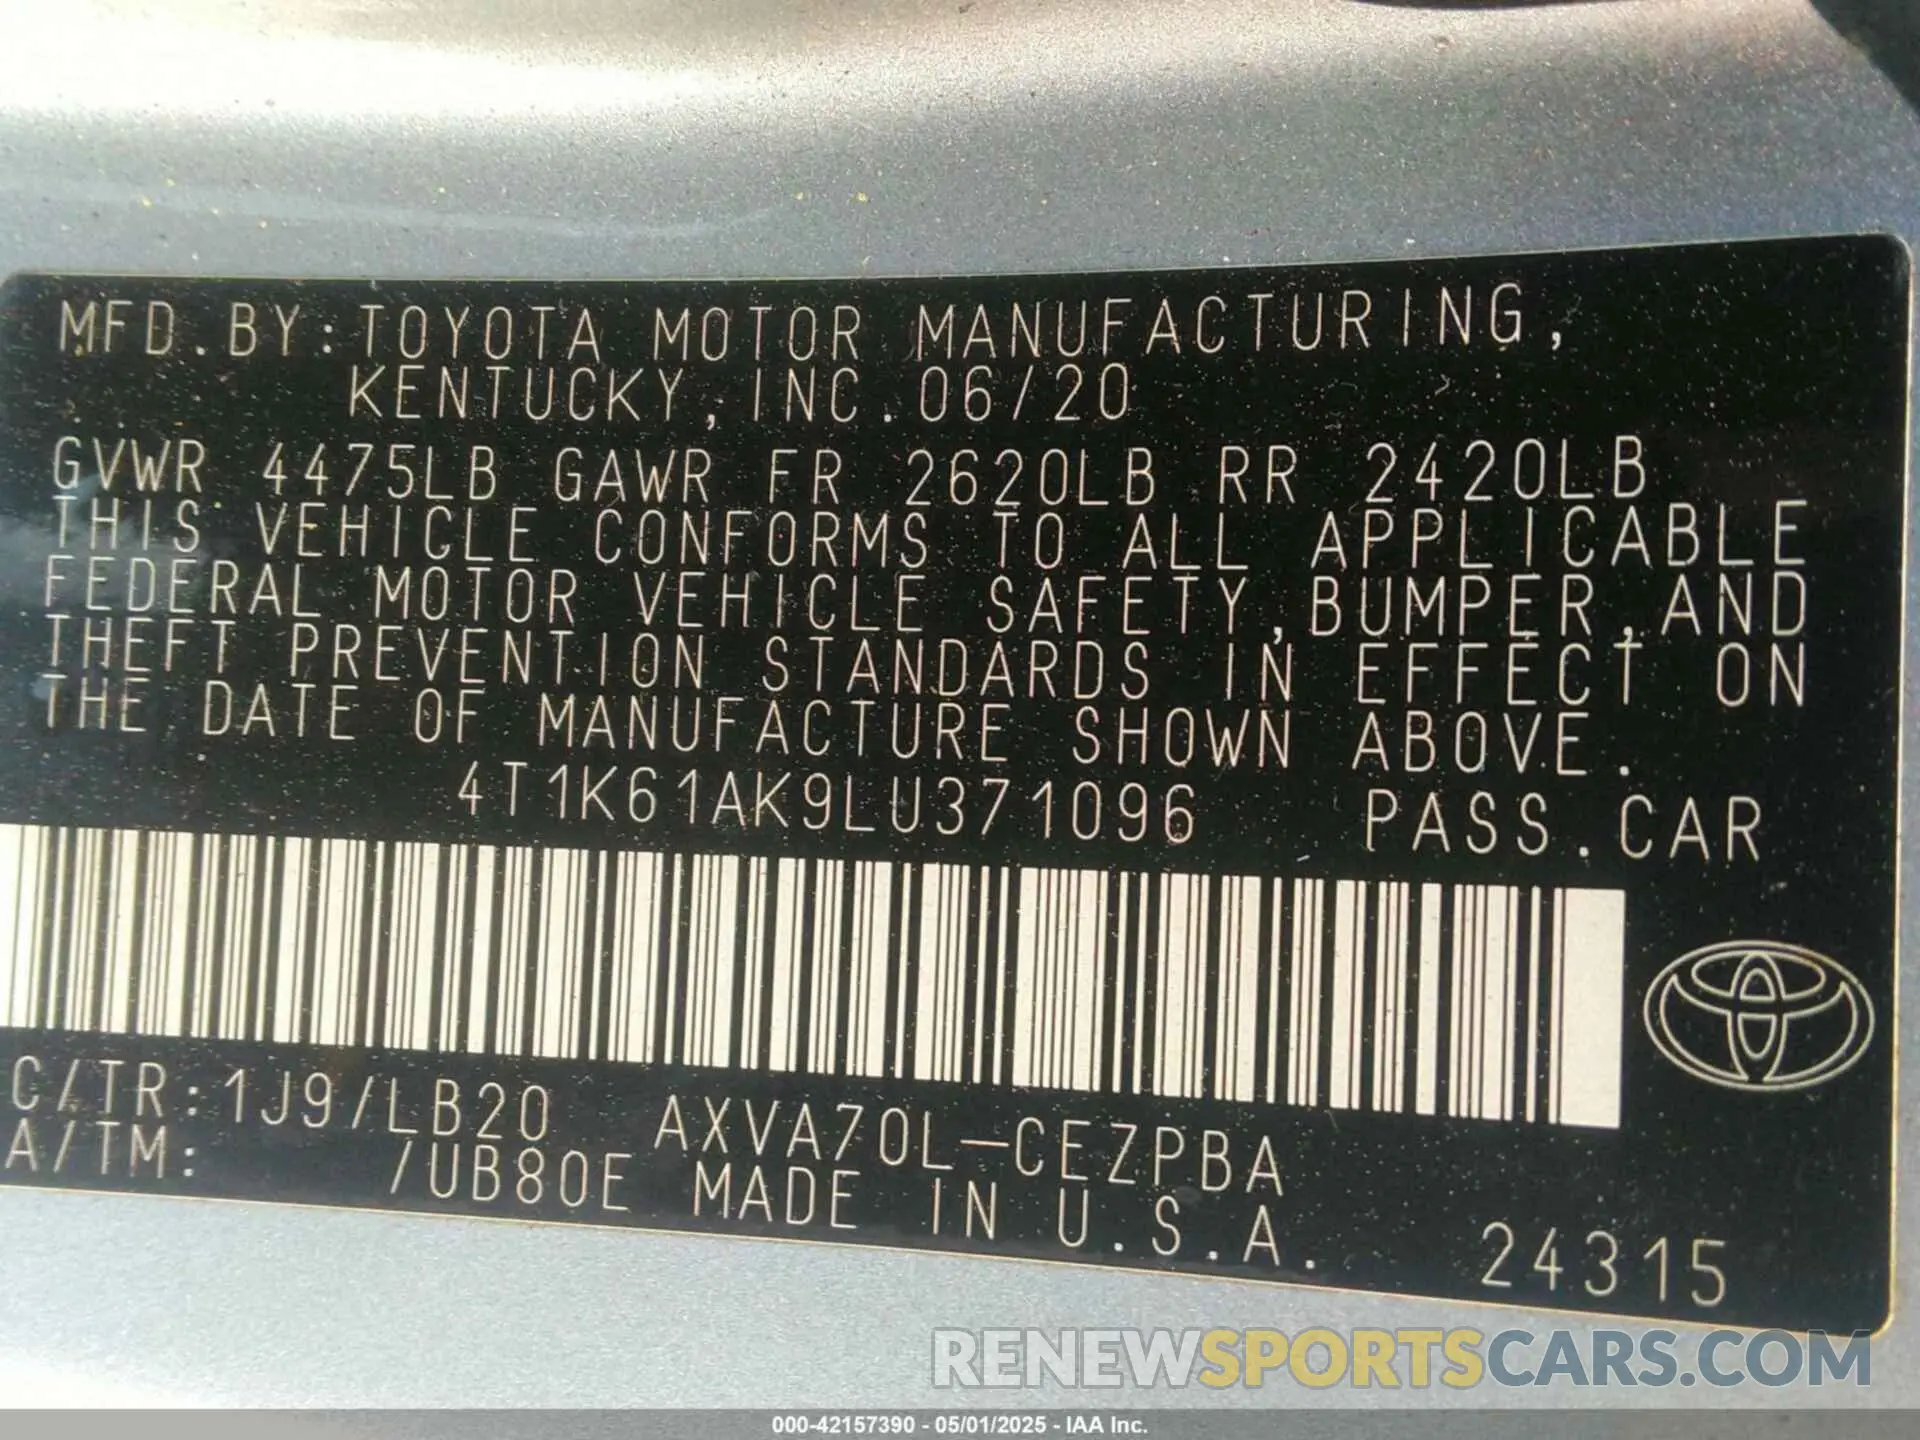 MFD.BY:TOYOTA MOTOR MANUFACTURING,
KENTUCKY,INC.06/20
GVWR 4475LB GAWR FR 2620LB RR 2420LB
THIS VEHICLE CONFORMS TO ALL APPLICABLE
FEDERAL MOTOR VEHICLE SAFETY,BUMPER,AND
THEFT PREVENTION STANDARDS IN EFFECT ON
THE DATE OF MANUFACTURE SHOWN ABOVE.
4T1K61AK9LU371096 PASS.CAR
C/TR:1J9/LB20 AXVA70L-CEZPBA
A/TM: /UB80E MADE IN U.S.A. 24315
RENEWSPORTSCARS.COM
000-42157390 - 05/01/2025 - IAA Inc.